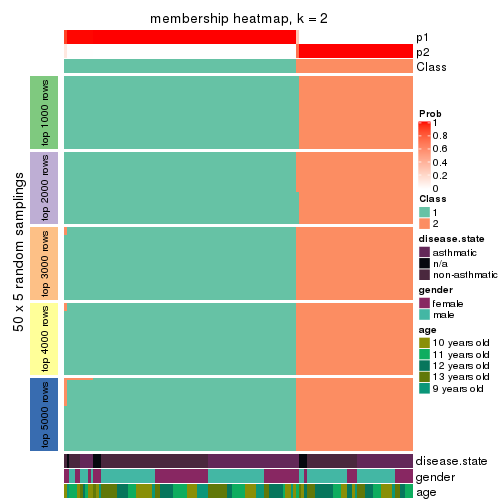 membership heatmap, k = 2
p1
p2
Class
50 x 5 random samplings
top 1000 rows
top 2000 rows
top 3000 rows
top 4000 rows
top 5000 rows
disease.state
gender
age
Prob
1
0.8
0.6
0.4
0.2
0
Class
1
2
disease.state
asthmatic
n/a
non-asthmatic
gender
female
male
age
10 years old
11 years old
12 years old
13 years old
9 years old